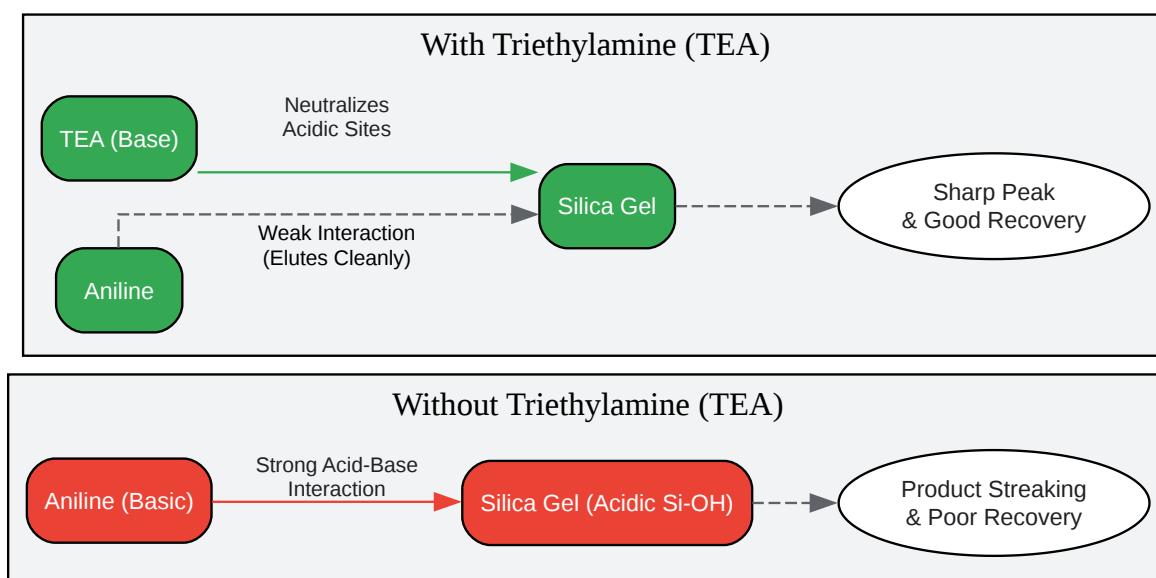 With Triethylamine (TEA)
Neutralizes
Acidic Sites
TEA (Base)
Silica Gel
Sharp Peak
& Good Recovery
Weak Interaction
(Elutes Cleanly)
Aniline
Without Triethylamine (TEA)
Strong Acid-Base
Interaction
Aniline (Basic)
Silica Gel (Acidic Si-OH)
Product Streaking
& Poor Recovery